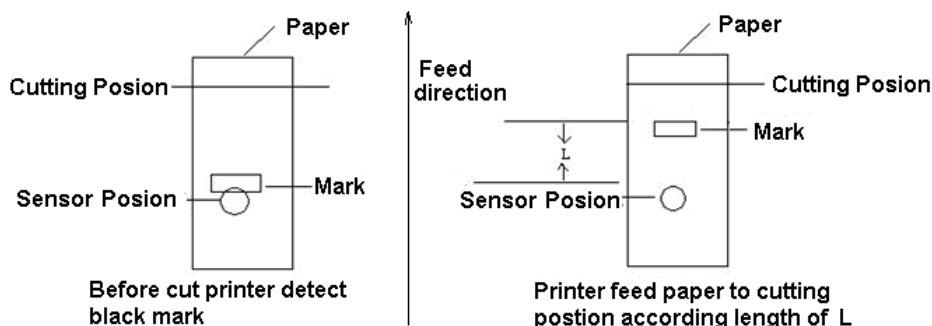 Paper
Cutting Posion
Sensor Posion
Mark
Before cut printer detect
black mark
Feed
direction
Paper
Cutting Posion
Mark
L
Sensor Posion
Printer feed paper to cutting
postion according length of L